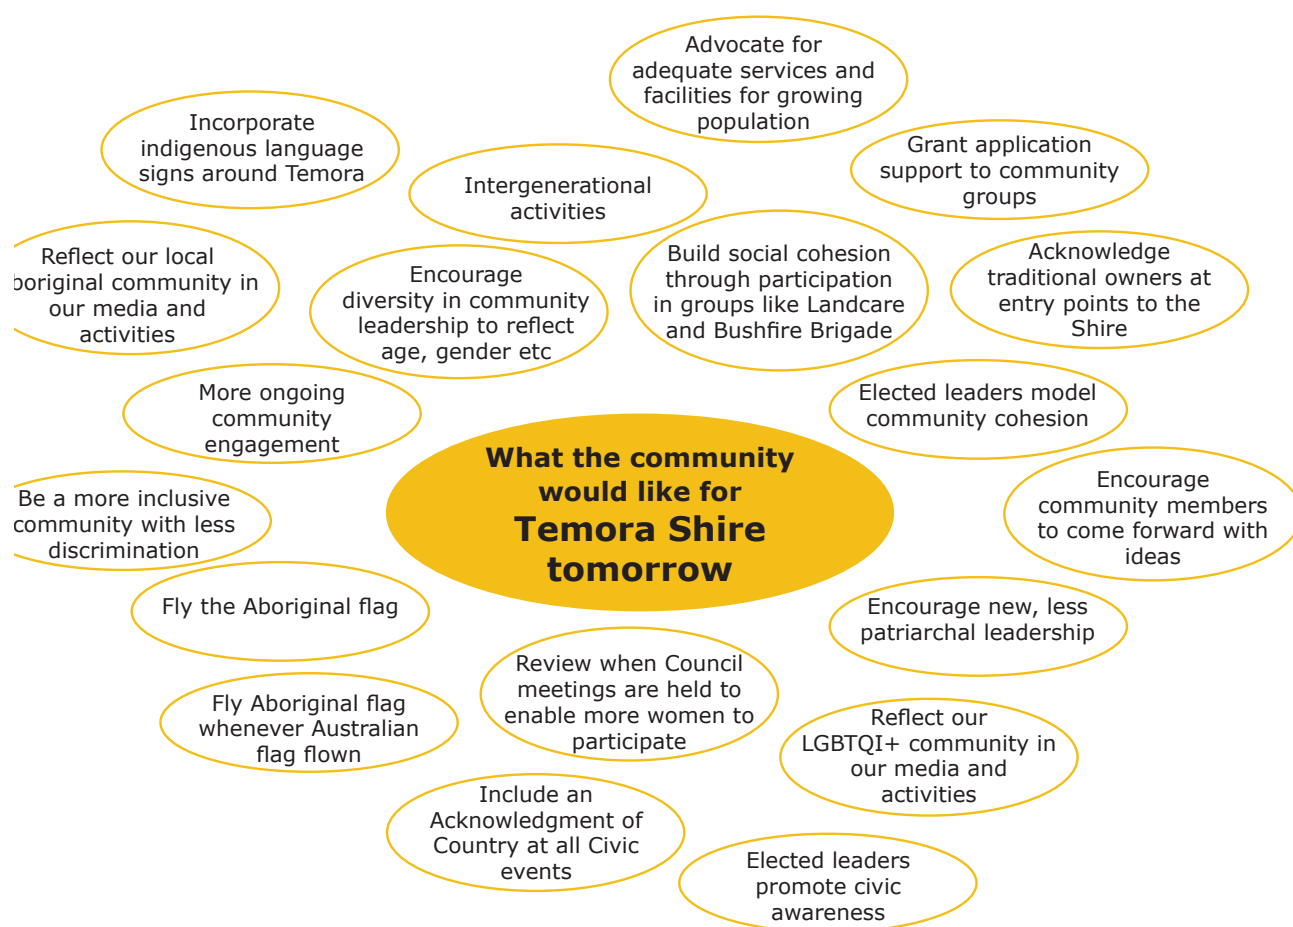 Advocate for
adequate services and
facilities for growing
population
Incorporate
indigenous language
signs around Temora
Grant application
support to community
groups
Intergenerational
activities
Reflect our local
boriginal community in
our media and
activities
Encourage
diversity in community
leadership to reflect
age, gender etc
Build social cohesion
through participation
in groups like Landcare
and Bushfire Brigade
Acknowledge
traditional owners at
entry points to the
Shire
More ongoing
community
engagement
Elected leaders model
community cohesion
What the community
would like for
Temora Shire
tomorrow
Be a more inclusive
community with less
discrimination
Encourage
community members
to come forward with
ideas
Fly the Aboriginal flag
Encourage new, less
patriarchal leadership
Review when Council
meetings are held to
enable more women to
participate
Fly Aboriginal flag
whenever Australian
flag flown
Reflect our
LGBTQI+ community in
our media and
activities
Include an
Acknowledgment of
Country at all Civic
events
Elected leaders
promote civic
awareness